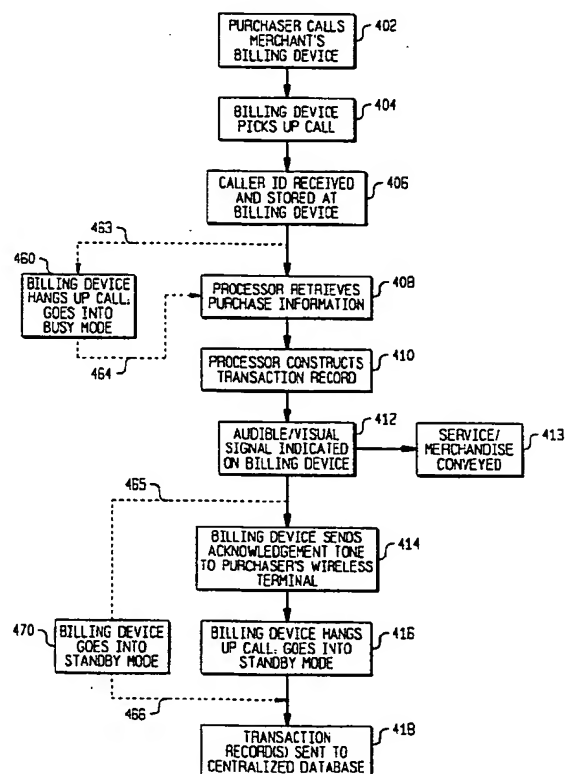 PURCHASER CALLS
MERCHANT'S
BILLING DEVICE
402
BILLING DEVICE
PICKS UP CALL
404
CALLER ID RECEIVED
AND STORED AT
BILLING DEVICE
406
463
460
BILLING DEVICE
HANGS UP CALL;
GOES INTO
BUSY MODE
PROCESSOR RETRIEVES
PURCHASE INFORMATION
408
464
PROCESSOR CONSTRUCTS
TRANSACTION RECORD
410
412
AUDIBLE/VISUAL
SIGNAL INDICATED
ON BILLING DEVICE
SERVICE/
MERCHANDISE
CONVEYED
413
465
BILLING DEVICE SENDS
ACKNOWLEDGEMENT TONE
TO PURCHASER'S WIRELESS
TERMINAL
414
470
BILLING DEVICE
GOES INTO
STANDBY MODE
BILLING DEVICE HANGS
UP CALL; GOES INTO
STANDBY MODE
416
466
TRANSACTION
RECORD(S) SENT TO
CENTRALIZED DATABASE
418